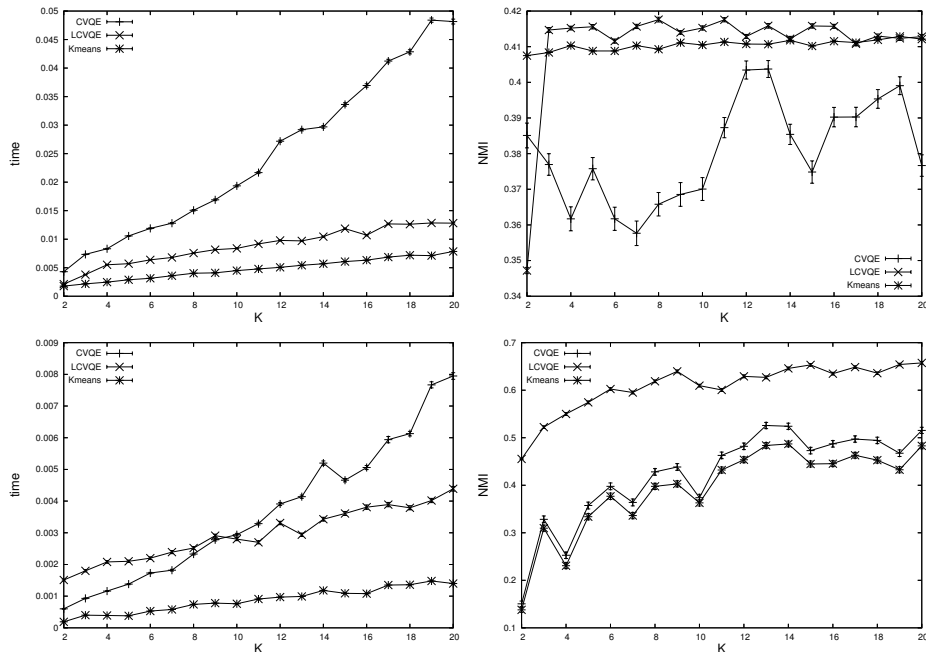 0.05
0.045
0.04
0.035
0.03
0.025
0.02
0.015
0.01
0.005
0
time
CVQE
LCVQE
Kmeans
2 4 6 8 10 12 14 16 18 20
K
0.42
0.41
0.4
0.39
0.38
0.37
0.36
0.35
0.34
NMI
CVQE
LCVQE
Kmeans
2 4 6 8 10 12 14 16 18 20
K
0.009
0.008
0.007
0.006
0.005
0.004
0.003
0.002
0.001
0
time
CVQE
LCVQE
Kmeans
2 4 6 8 10 12 14 16 18 20
K
0.7
0.6
0.5
0.4
0.3
0.2
0.1
NMI
CVQE
LCVQE
Kmeans
2 4 6 8 10 12 14 16 18 20
K